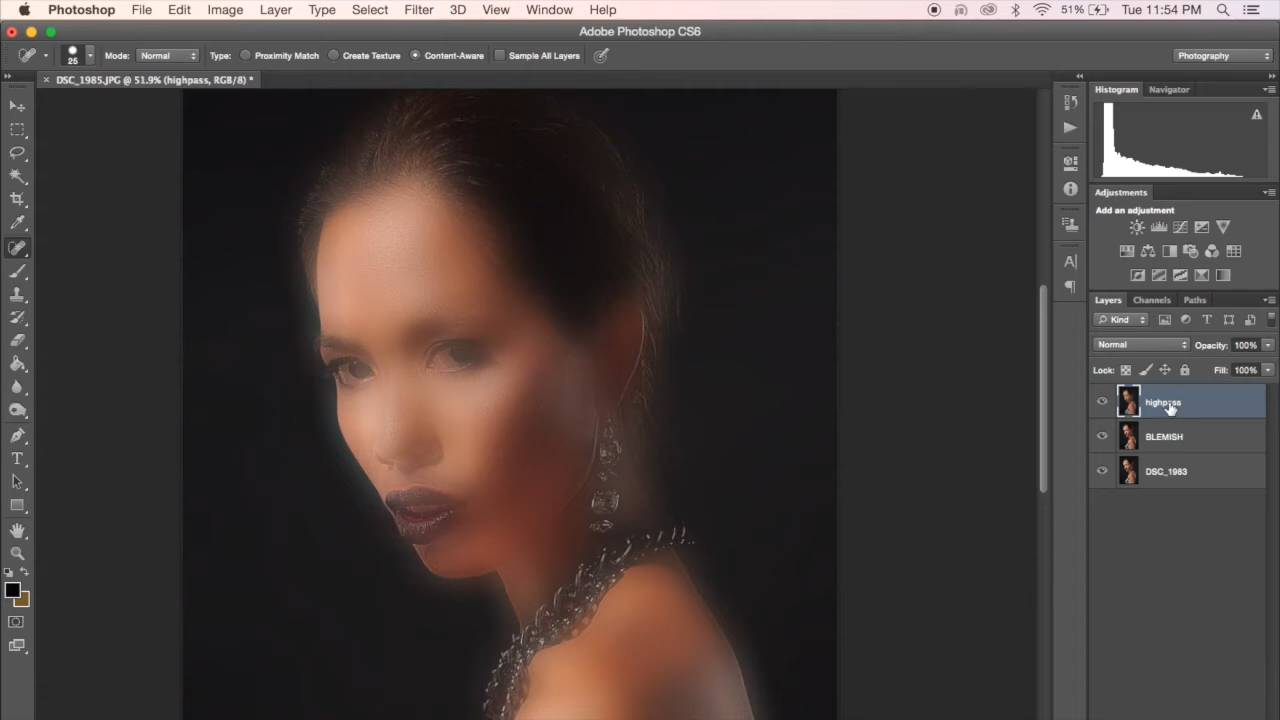 Photoshop File Edit Image Layer Type Select Filter 3D View Window Help 51% Tue 11:54 PM
Adobe Photoshop CS6
25 Mode: Normal Type: Proximity Match Create Texture Content-Aware Sample All Layers Photography
× DSC_1985.JPG @ 51.9% (highpass, RGB/8) *
Histogram Navigator
Adjustments
Add an adjustment
Layers Channels Paths
Kind
Normal Opacity: 100%
Lock: Fill: 100%
highpass
BLEMISH
DSC_1983